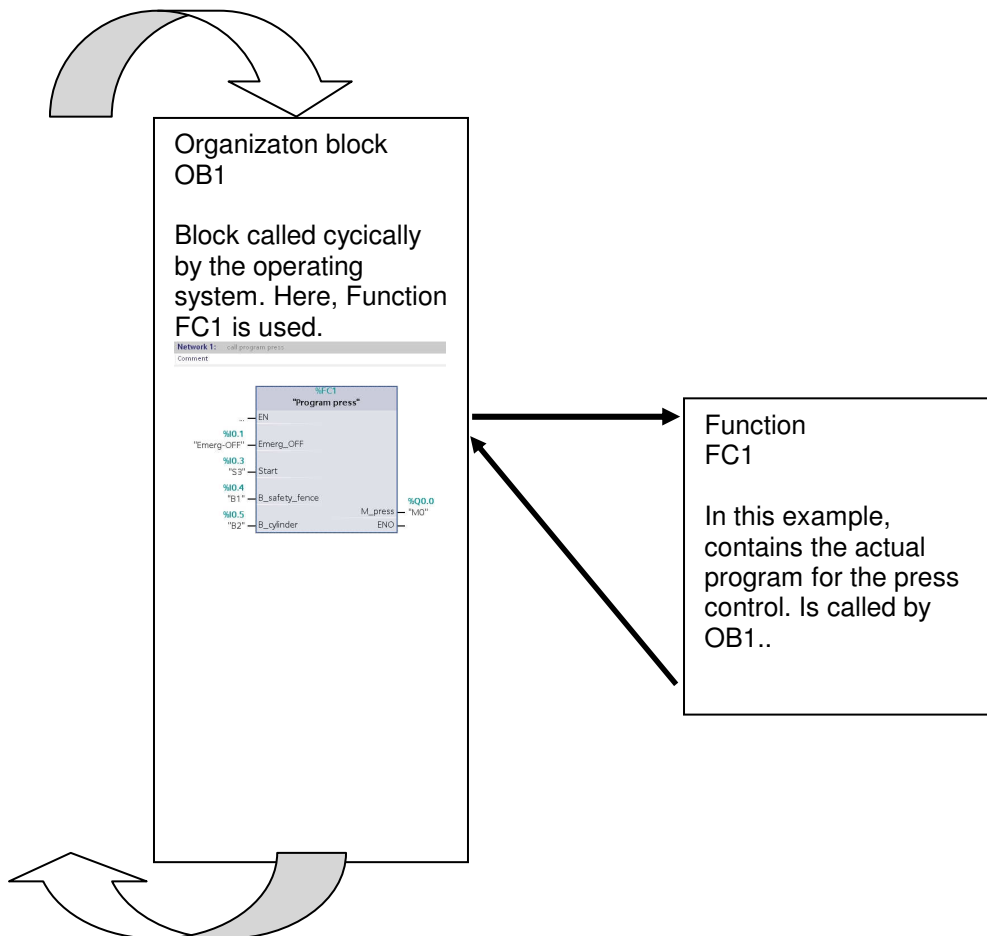 Organizaton block
OB1
Block called cycically
by the operating
system. Here, Function
FC1 is used.
Network 1: call program press
Comment
%FC1
"Program press"
... EN
%I0.1
"Emerg-OFF" Emerg_OFF
%I0.3
"S3" Start
%I0.4
"B1" B_safety_fence
%Q0.0
M_press "M0"
%I0.5
"B2" B_cylinder ENO
Function
FC1
In this example,
contains the actual
program for the press
control. Is called by
OB1..